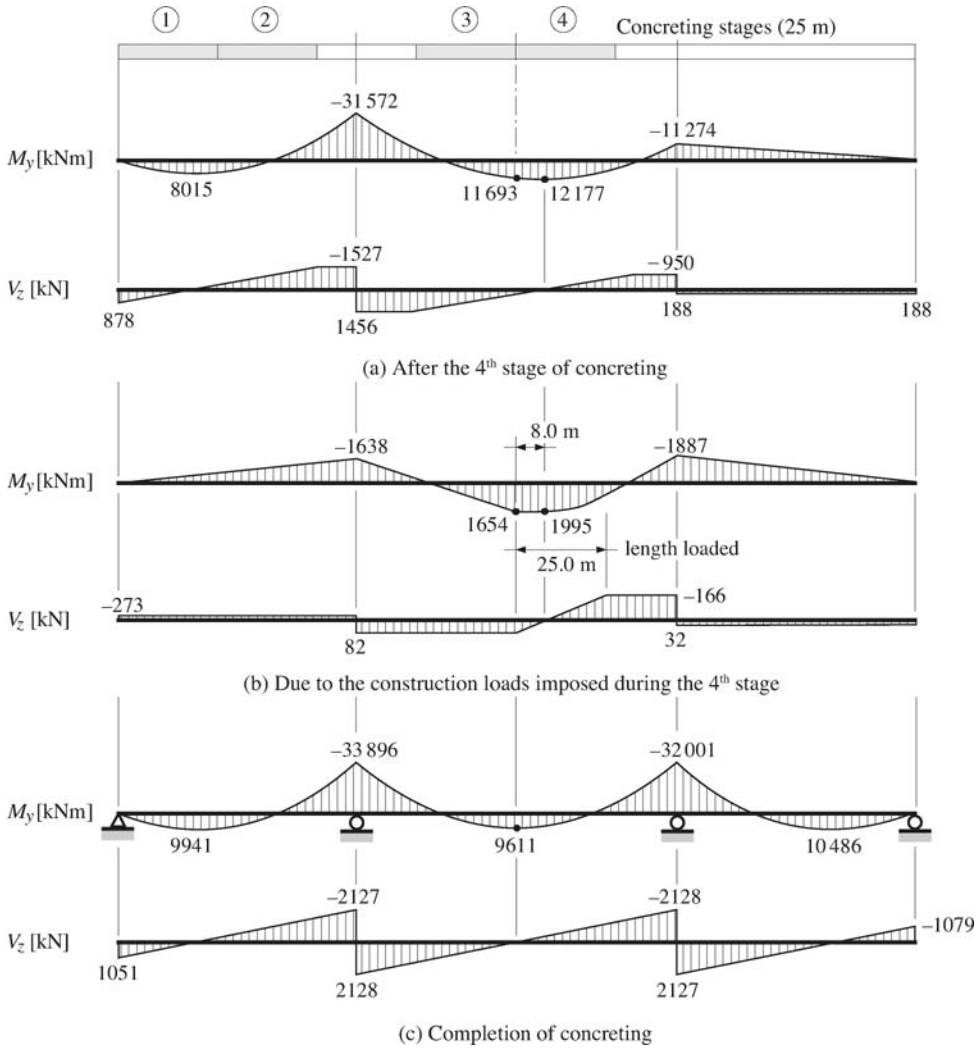 ① ② ③ ④ Concreting stages (25 m)
–31 572
–11 274
My [kNm]
8015 11 693 12 177
–1527
–950
Vz [kN]
878 1456 188 188
(a) After the 4th stage of concreting
8.0 m
–1638 –1887
My [kNm]
1654 1995
length loaded
25.0 m
–273
–166
Vz [kN]
82 32
(b) Due to the construction loads imposed during the 4th stage
–33 896 –32 001
My [kNm]
9941 9611 10 486
–2127 –2128
–1079
Vz [kN]
1051
2128 2127
(c) Completion of concreting